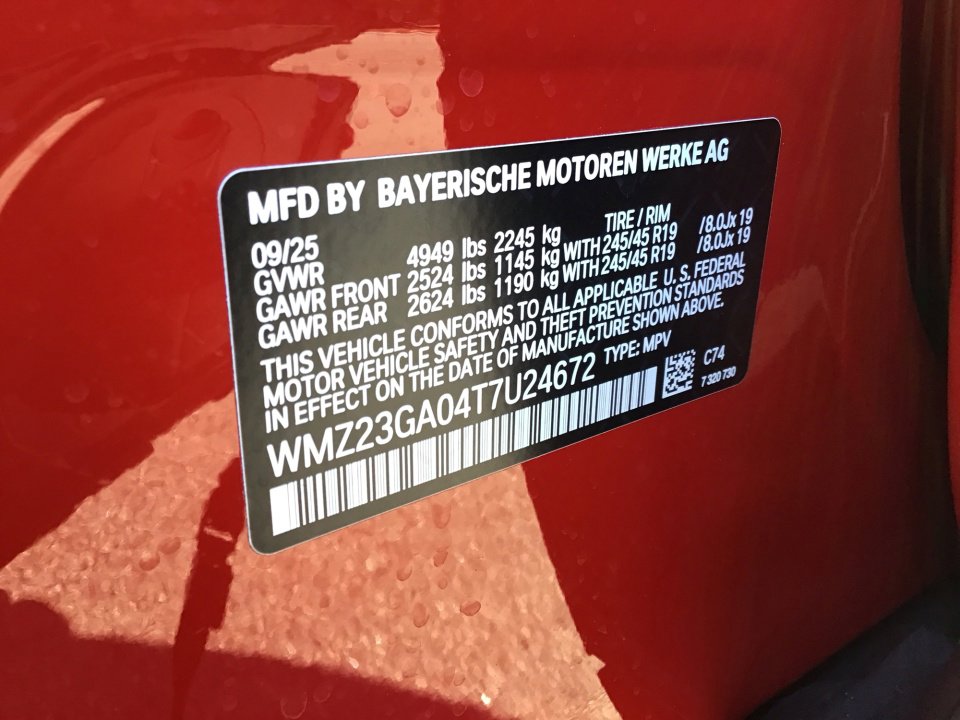 MFD BY BAYERISCHE MOTOREN WERKE AG
09/25 TIRE / RIM
GVWR 4949 lbs 2245 kg
GAWR FRONT 2524 lbs 1145 kg WITH 245/45 R19 /8.0Jx 19
GAWR REAR 2624 lbs 1190 kg WITH 245/45 R19 /8.0Jx 19
THIS VEHICLE CONFORMS TO ALL APPLICABLE U. S. FEDERAL
MOTOR VEHICLE SAFETY AND THEFT PREVENTION STANDARDS
IN EFFECT ON THE DATE OF MANUFACTURE SHOWN ABOVE.
WMZ23GA04T7U24672 TYPE: MPV
C74
7 320 730